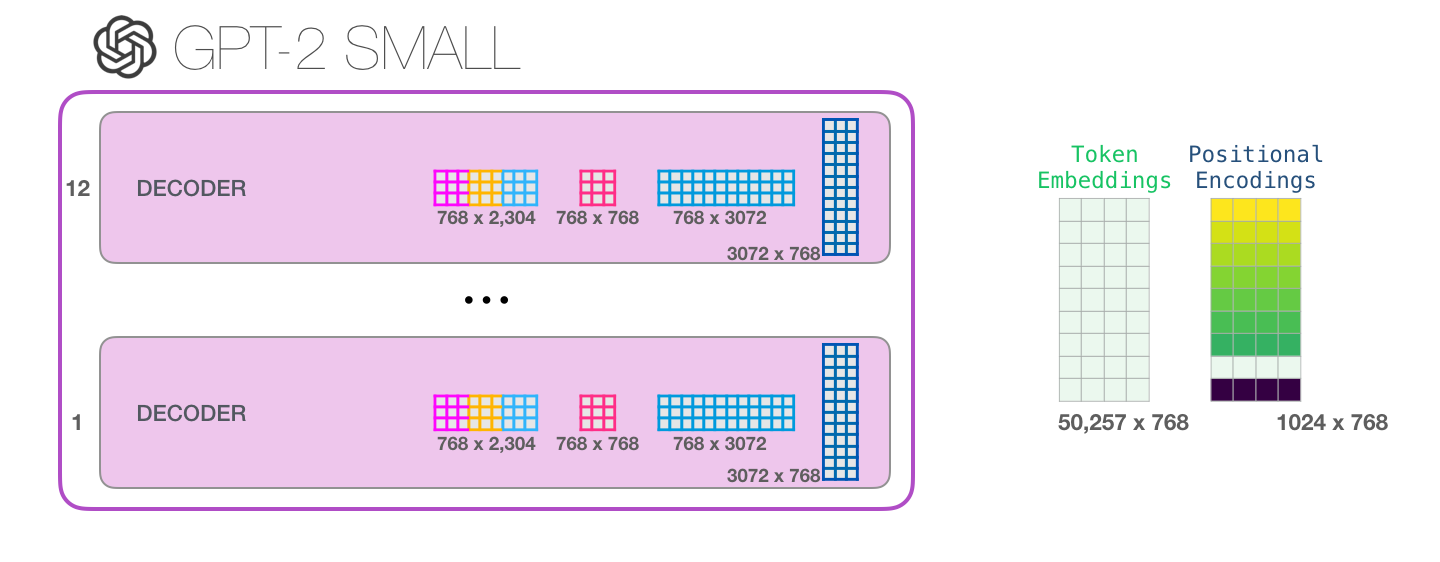 GPT-2 SMALL
12
DECODER
768 x 2,304
768 x 768
768 x 3072
3072 x 768
...
1
DECODER
768 x 2,304
768 x 768
768 x 3072
3072 x 768
Token
Embeddings
50,257 x 768
Positional
Encodings
1024 x 768